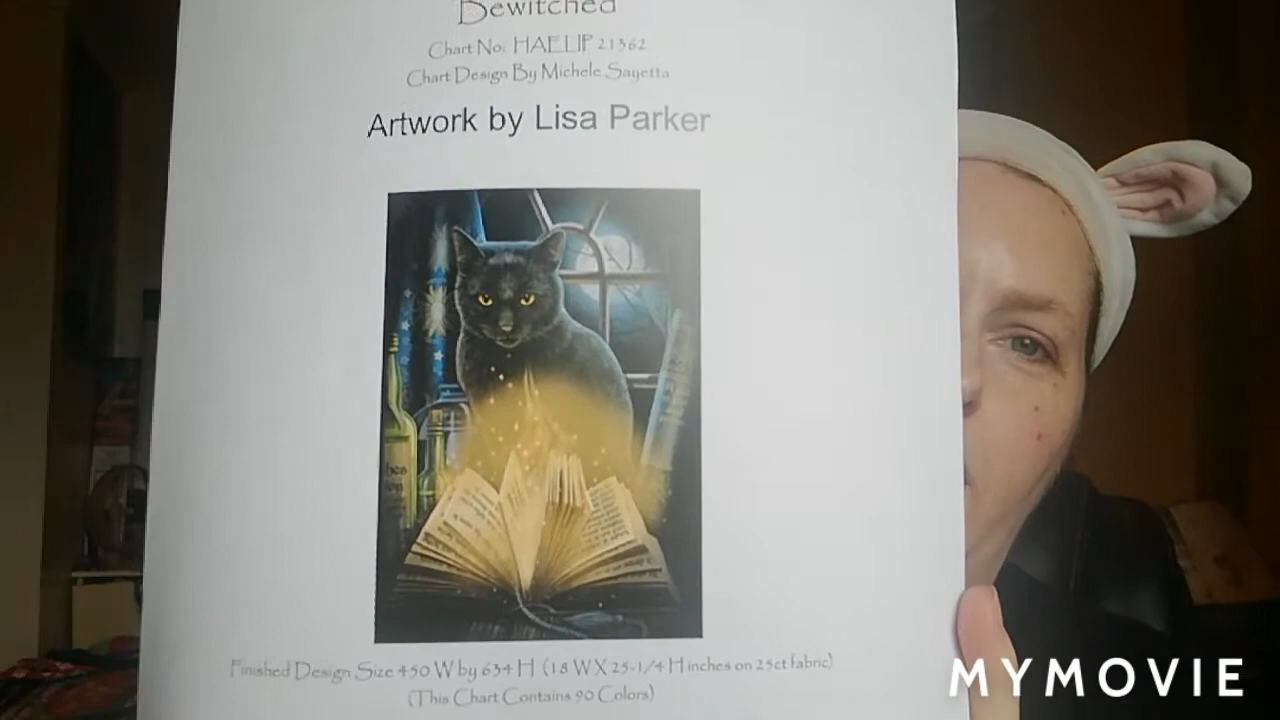 Bewitched
Chart No: HAELIP 21362
Chart Design By Michele Sayetta
Artwork by Lisa Parker
Finished Design Size 450 W by 634 H (18 W X 25-1/4 H inches on 25ct fabric)
(This Chart Contains 90 Colors)
MYMOVIE